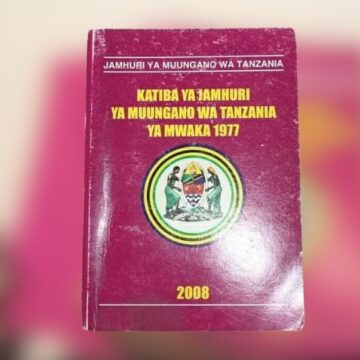 JAMHURI YA MUUNGANO WA TANZANIA
KATIBA YA JAMHURI
YA MUUNGANO WA TANZANIA
YA MWAKA 1977
2008